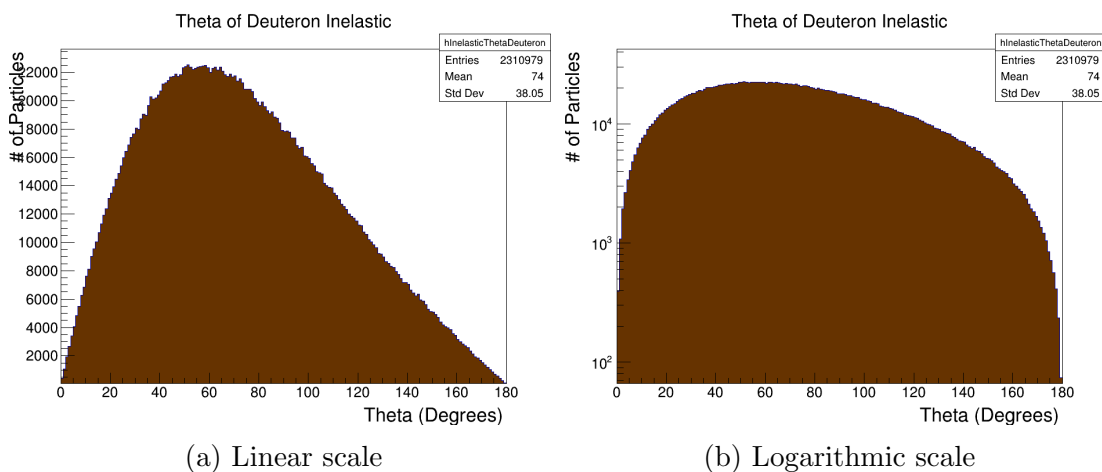 Theta of Deuteron Inelastic
hInelasticThetaDeuteron
Entries 2310979
Mean 74
Std Dev 38.05
# of Particles
22000
20000
18000
16000
14000
12000
10000
8000
6000
4000
2000
0 20 40 60 80 100 120 140 160 180
Theta (Degrees)
(a) Linear scale
Theta of Deuteron Inelastic
hInelasticThetaDeuteron
Entries 2310979
Mean 74
Std Dev 38.05
# of Particles
10⁴
10³
10²
0 20 40 60 80 100 120 140 160 180
Theta (Degrees)
(b) Logarithmic scale